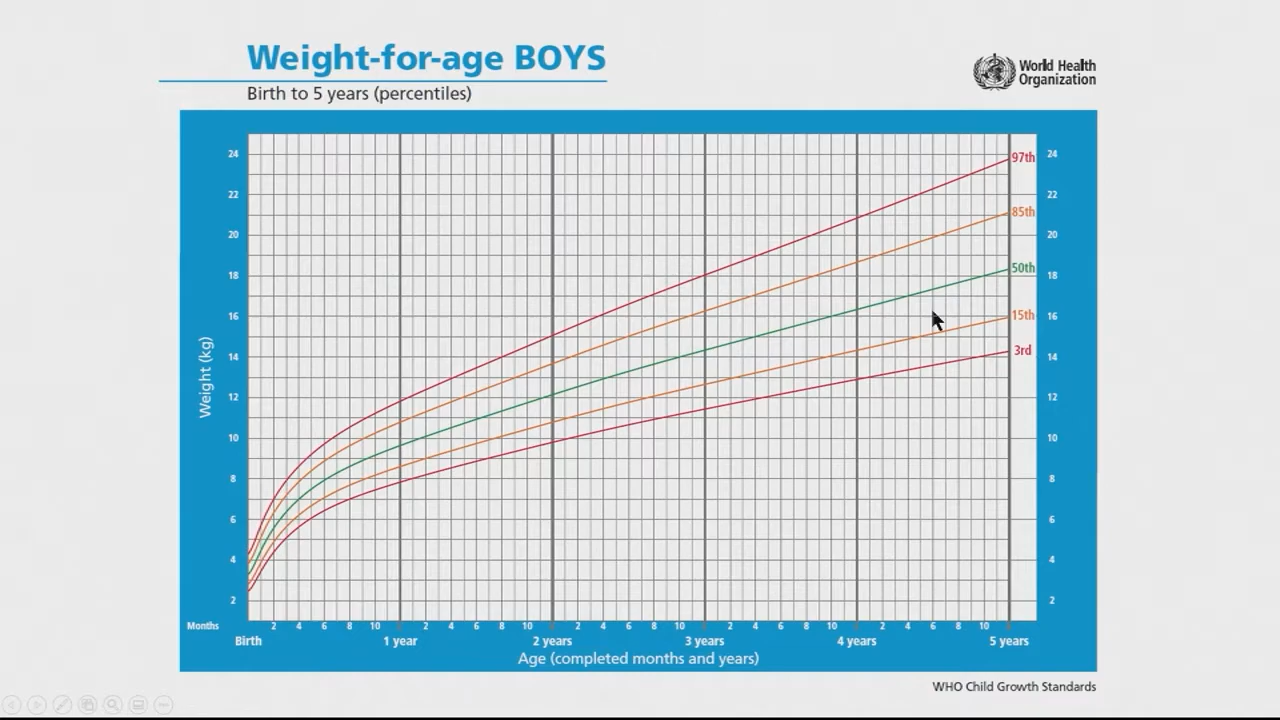 Weight-for-age BOYS
Birth to 5 years (percentiles)
World Health
Organization
97th
85th
50th
15th
3rd
24 24
22 22
20 20
18 18
16 16
14 14
12 12
10 10
8 8
6 6
4 4
2 2
Weight (kg)
Months 2 4 6 8 10 2 4 6 8 10 2 4 6 8 10 2 4 6 8 10 2 4 6 8 10
Birth 1 year 2 years 3 years 4 years 5 years
Age (completed months and years)
WHO Child Growth Standards